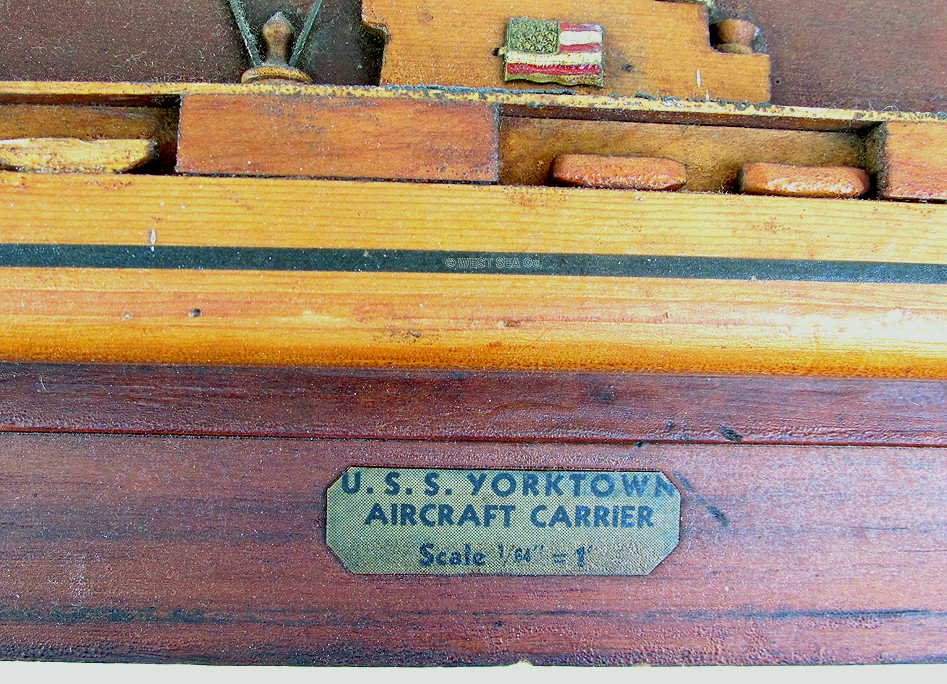 © WEST SEA Co.
U.S.S. YORKTOWN
AIRCRAFT CARRIER
Scale 1/64" = 1'